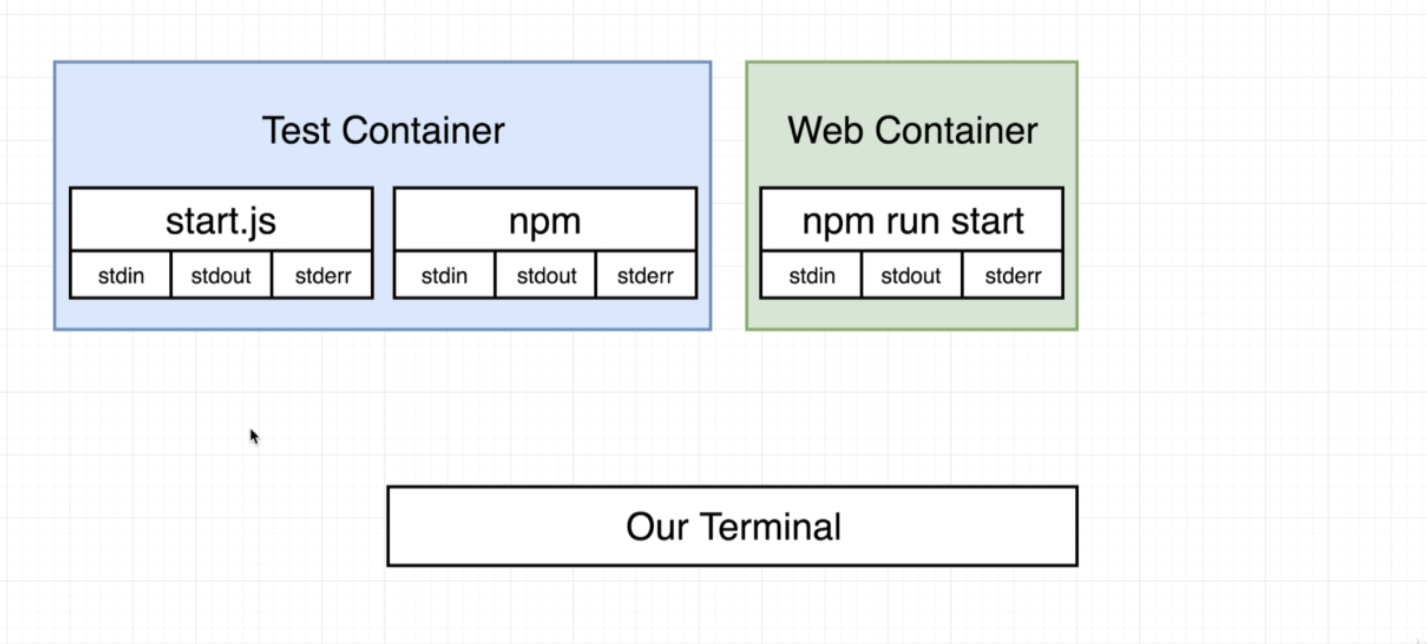 Test Container
Web Container
start.js
npm
npm run start
stdin stdout stderr
stdin stdout stderr
stdin stdout stderr
Our Terminal